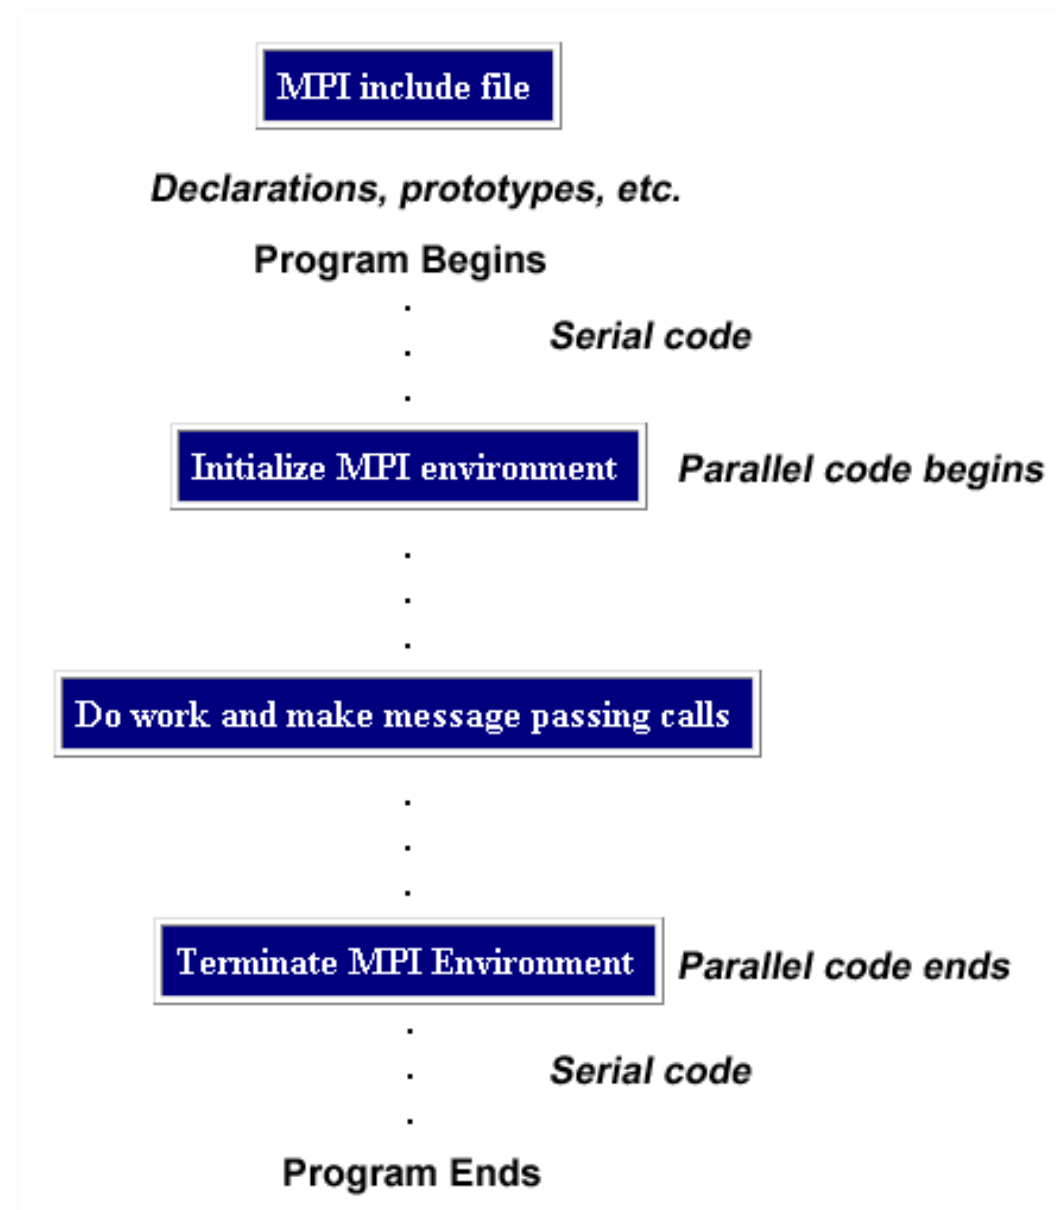 MPI include file
Declarations, prototypes, etc.
Program Begins
Serial code
Initialize MPI environment
Parallel code begins
Do work and make message passing calls
Terminate MPI Environment
Parallel code ends
Serial code
Program Ends